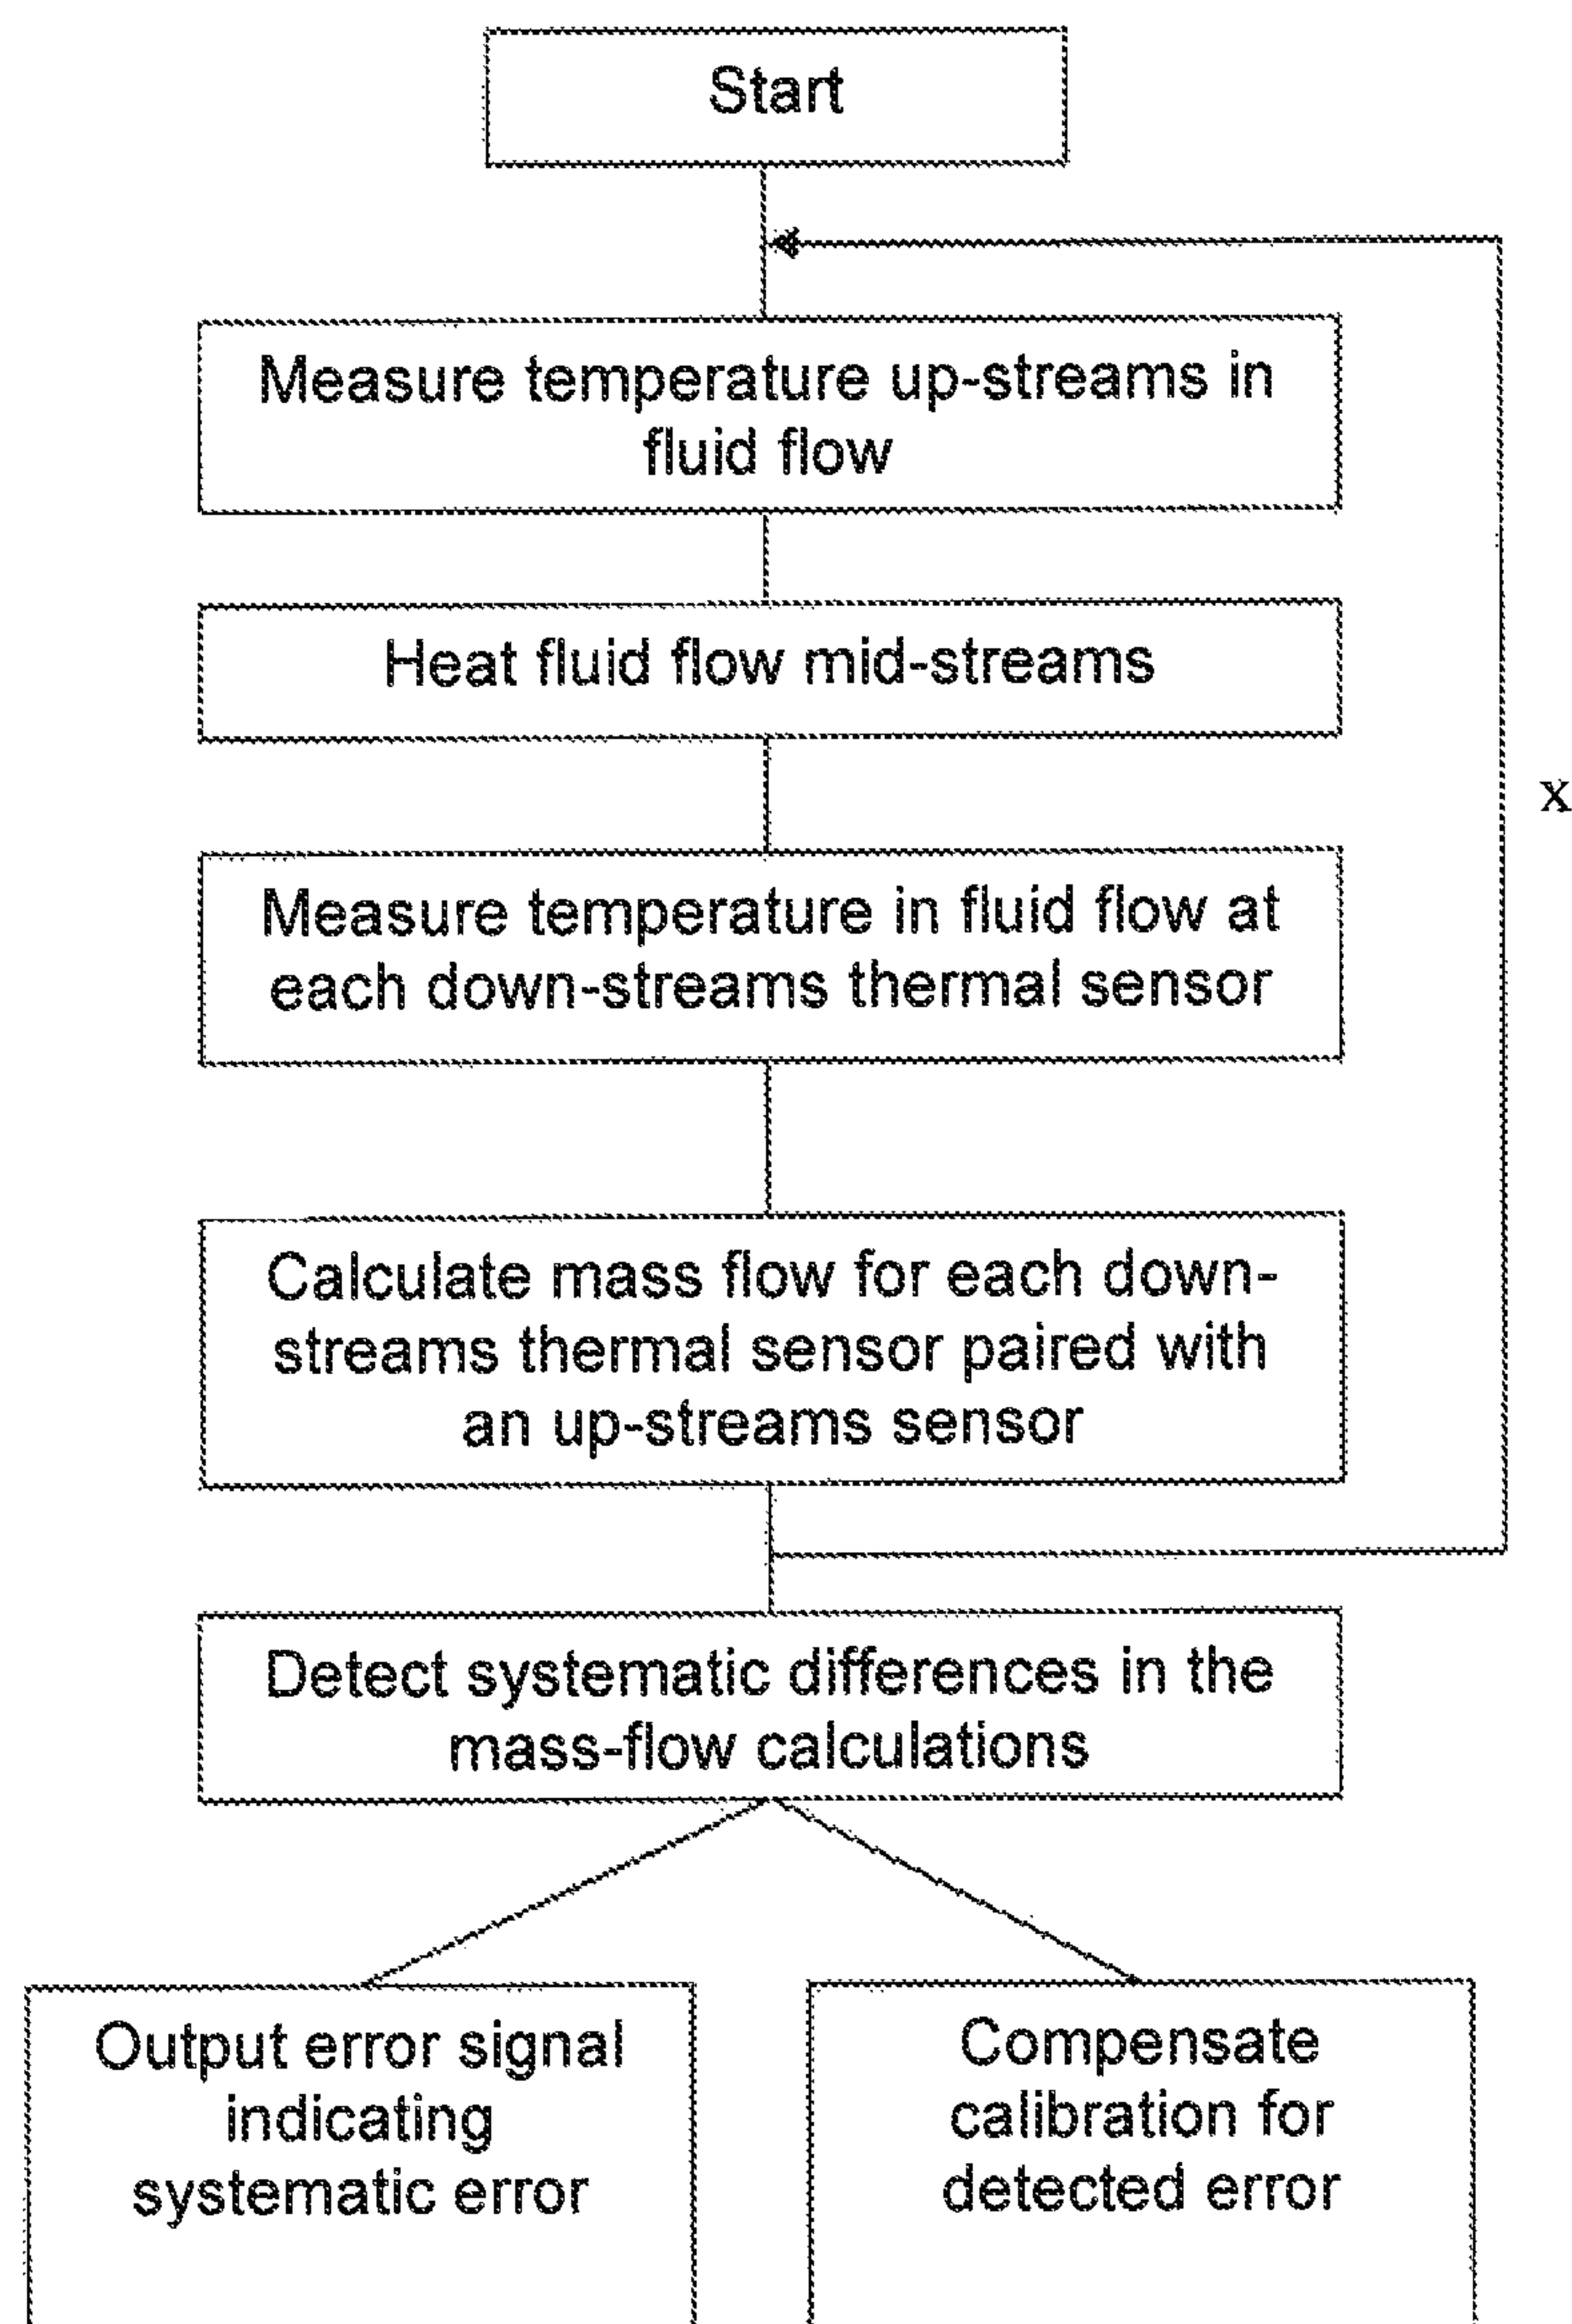 Start
Measure temperature up-streams in
fluid flow
Heat fluid flow mid-streams
x
Measure temperature in fluid flow at
each down-streams thermal sensor
Calculate mass flow for each down-
streams thermal sensor paired with
an up-streams sensor
Detect systematic differences in the
mass-flow calculations
Output error signal
indicating
systematic error
Compensate
calibration for
detected error